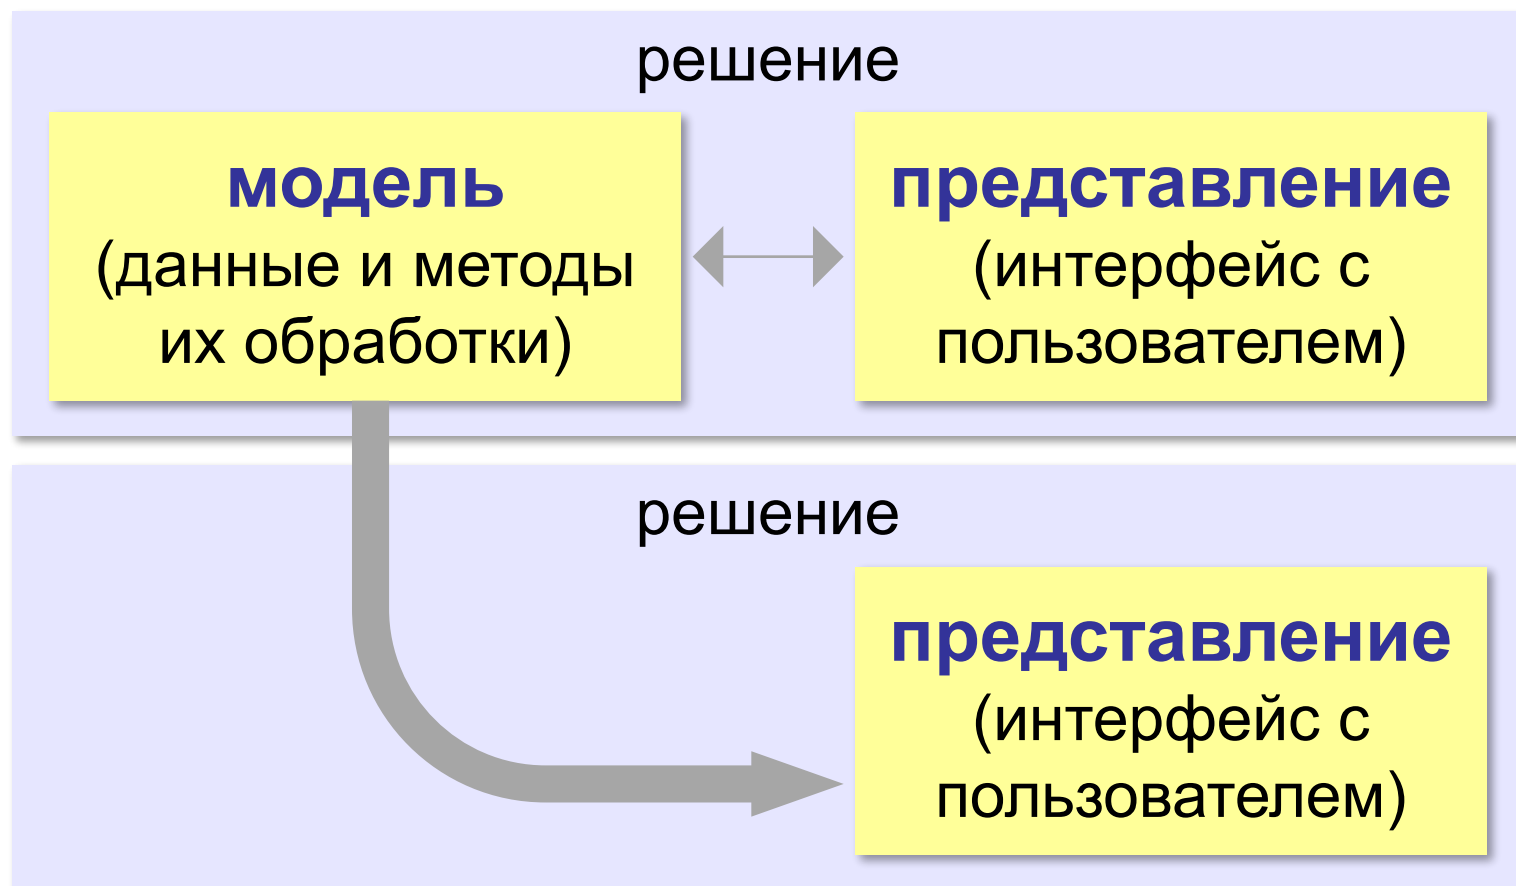 решение
модель
(данные и методы
их обработки)
представление
(интерфейс с
пользователем)
решение
представление
(интерфейс с
пользователем)